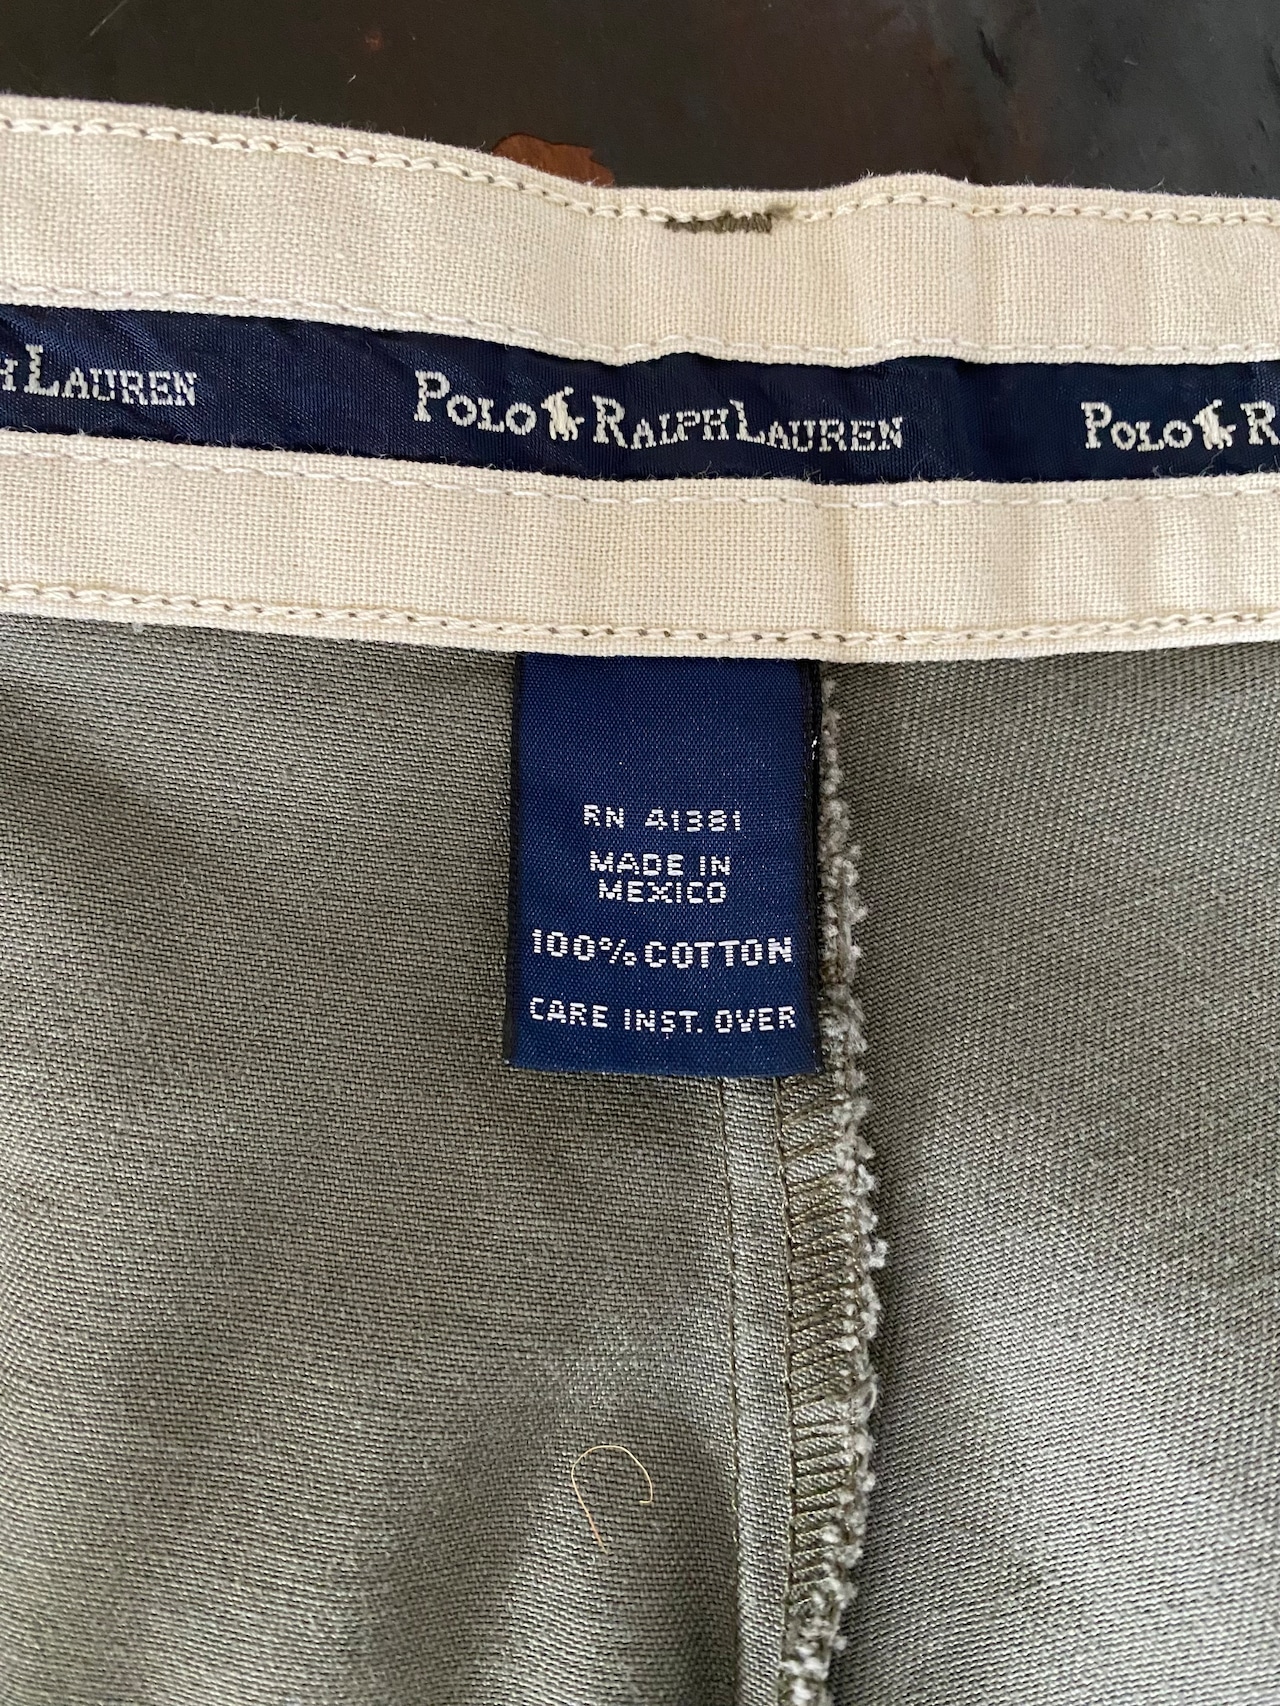 H LAUREN POLO RALPH LAUREN POLO R
RN 41381
MADE IN
MEXICO
100% COTTON
CARE INST. OVER